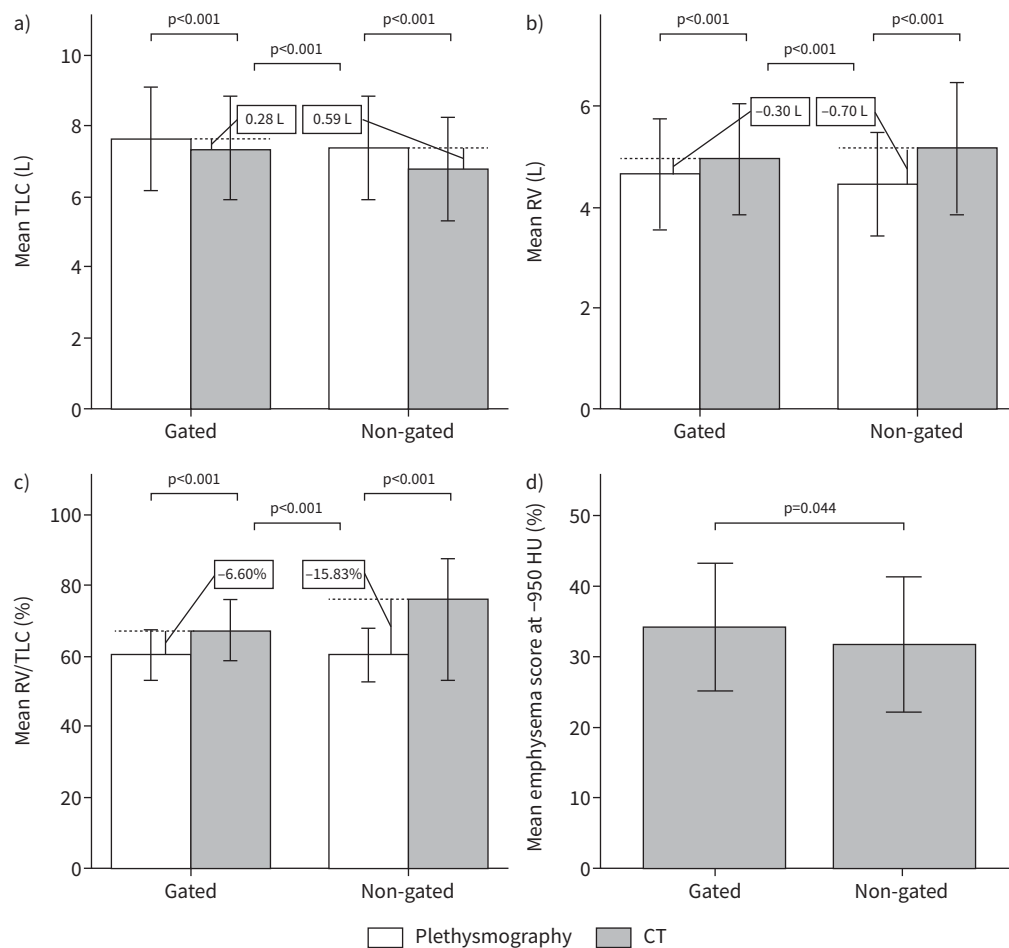 a)
p<0.001
p<0.001
p<0.001
0.28 L
0.59 L
Mean TLC (L)
10
8
6
4
2
0
Gated
Non-gated
b)
p<0.001
p<0.001
p<0.001
–0.30 L
–0.70 L
Mean RV (L)
6
4
2
0
Gated
Non-gated
c)
p<0.001
p<0.001
p<0.001
–6.60%
–15.83%
Mean RV/TLC (%)
100
80
60
40
20
0
Gated
Non-gated
d)
p=0.044
Mean emphysema score at –950 HU (%)
50
40
30
20
10
0
Gated
Non-gated
Plethysmography
CT